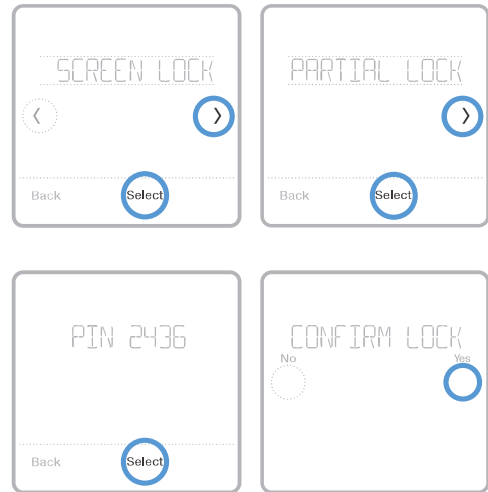 SCREEN LOCK
Back Select
PARTIAL LOCK
Back Select
PIN 2436
Back Select
CONFIRM LOCK
No Yes